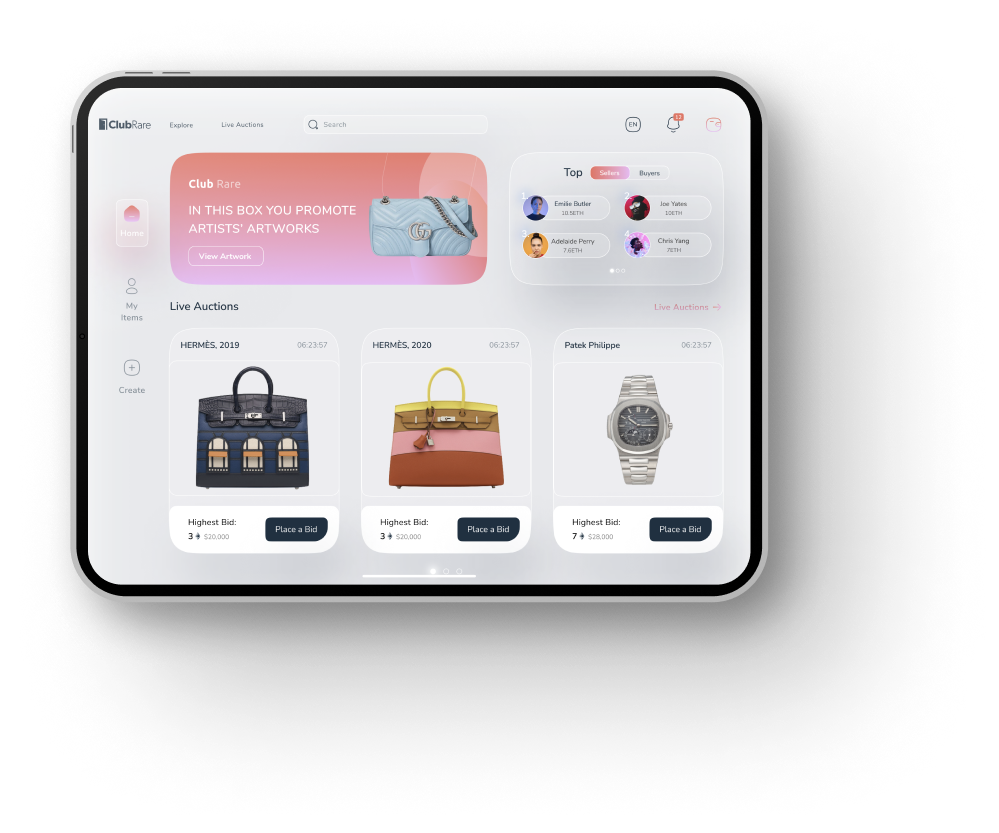 ClubRare
Explore
Live Auctions
Search
EN
12
Home
My
Items
Create
Club Rare
IN THIS BOX YOU PROMOTE
ARTISTS' ARTWORKS
View Artwork
Top
Sellers
Buyers
1
Emilie Butler
10.5ETH
2
Joe Yates
10ETH
3
Adelaide Perry
7.6ETH
4
Chris Yang
7ETH
Live Auctions
Live Auctions
HERMÈS, 2019
06:23:57
Highest Bid:
3 $20,000
Place a Bid
HERMÈS, 2020
06:23:57
Highest Bid:
3 $20,000
Place a Bid
Patek Philippe
06:23:57
Highest Bid:
7 $28,000
Place a Bid